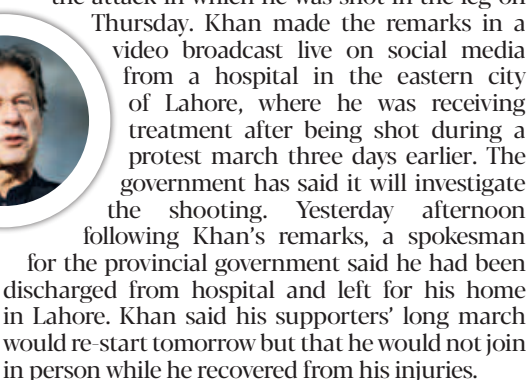 the attack in which he was shot in the leg on
Thursday. Khan made the remarks in a
video broadcast live on social media
from a hospital in the eastern city
of Lahore, where he was receiving
treatment after being shot during a
protest march three days earlier. The
government has said it will investigate
the shooting. Yesterday afternoon
following Khan’s remarks, a spokesman
for the provincial government said he had been
discharged from hospital and left for his home
in Lahore. Khan said his supporters’ long march
would re-start tomorrow but that he would not join
in person while he recovered from his injuries.